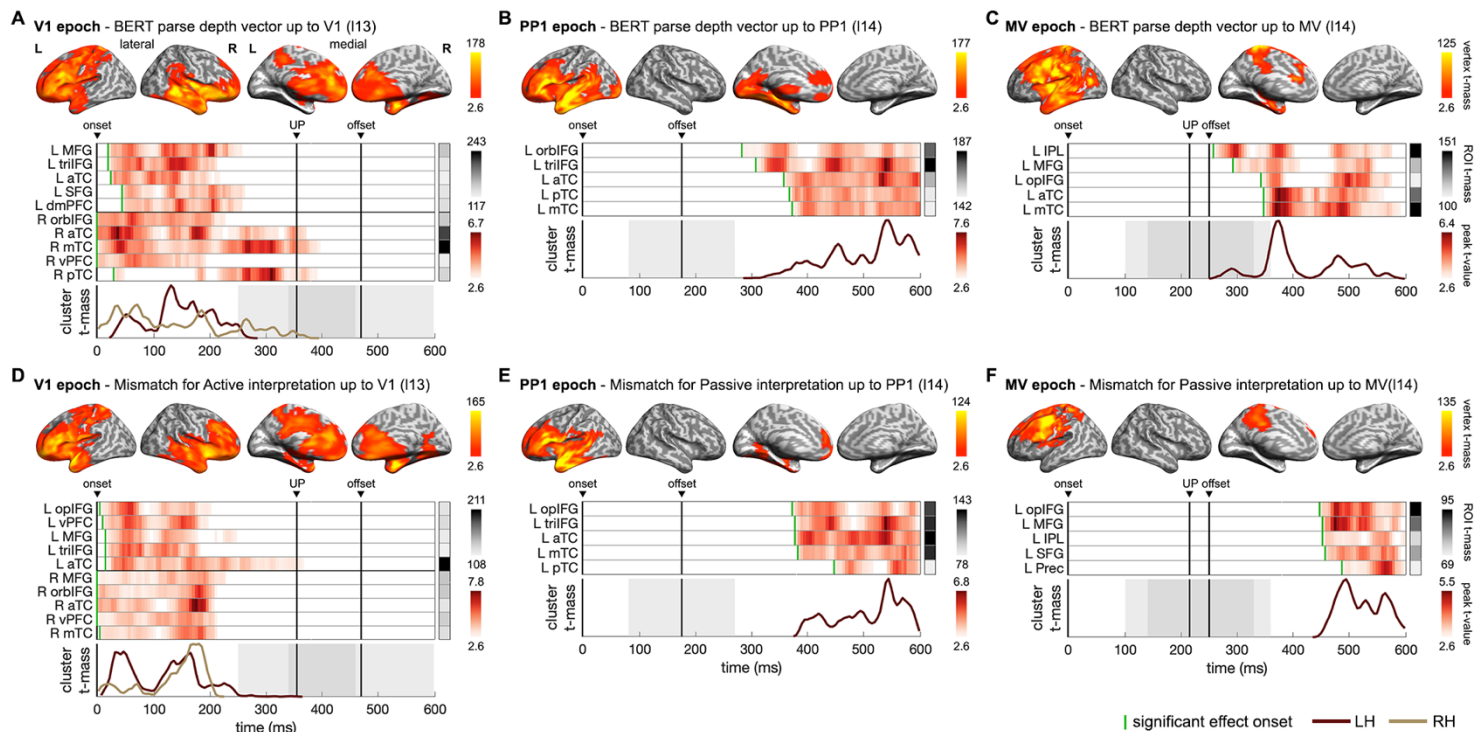 A V1 epoch - BERT parse depth vector up to V1 (l13)
L lateral R L medial R
178
2.6
onset UP offset
L MFG
L triIFG
L aTC
L SFG
L dmPFC
R orbIFG
R aTC
R mTC
R vPFC
R pTC
243
117
6.7
2.6
cluster t-mass
0 100 200 300 400 500 600
B PP1 epoch - BERT parse depth vector up to PP1 (l14)
177
2.6
onset offset
L orbIFG
L triIFG
L aTC
L pTC
L mTC
187
142
7.6
2.6
cluster t-mass
0 100 200 300 400 500 600
C MV epoch - BERT parse depth vector up to MV (l14)
125
2.6
vertex t-mass
onset UP offset
L IPL
L MFG
L opIFG
L aTC
L mTC
151
100
ROI t-mass
6.4
2.6
peak t-value
cluster t-mass
0 100 200 300 400 500 600
D V1 epoch - Mismatch for Active interpretation up to V1 (l13)
165
2.6
onset UP offset
L opIFG
L vPFC
L MFG
L triIFG
L aTC
R MFG
R orbIFG
R aTC
R vPFC
R mTC
211
108
7.8
2.6
cluster t-mass
0 100 200 300 400 500 600
time (ms)
E PP1 epoch - Mismatch for Passive interpretation up to PP1 (l14)
124
2.6
onset offset
L opIFG
L triIFG
L aTC
L mTC
L pTC
143
78
6.8
2.6
cluster t-mass
0 100 200 300 400 500 600
time (ms)
F MV epoch - Mismatch for Passive interpretation up to MV(l14)
135
2.6
vertex t-mass
onset UP offset
L opIFG
L MFG
L IPL
L SFG
L Prec
95
69
ROI t-mass
5.5
2.6
peak t-value
cluster t-mass
0 100 200 300 400 500 600
time (ms)
significant effect onset LH RH